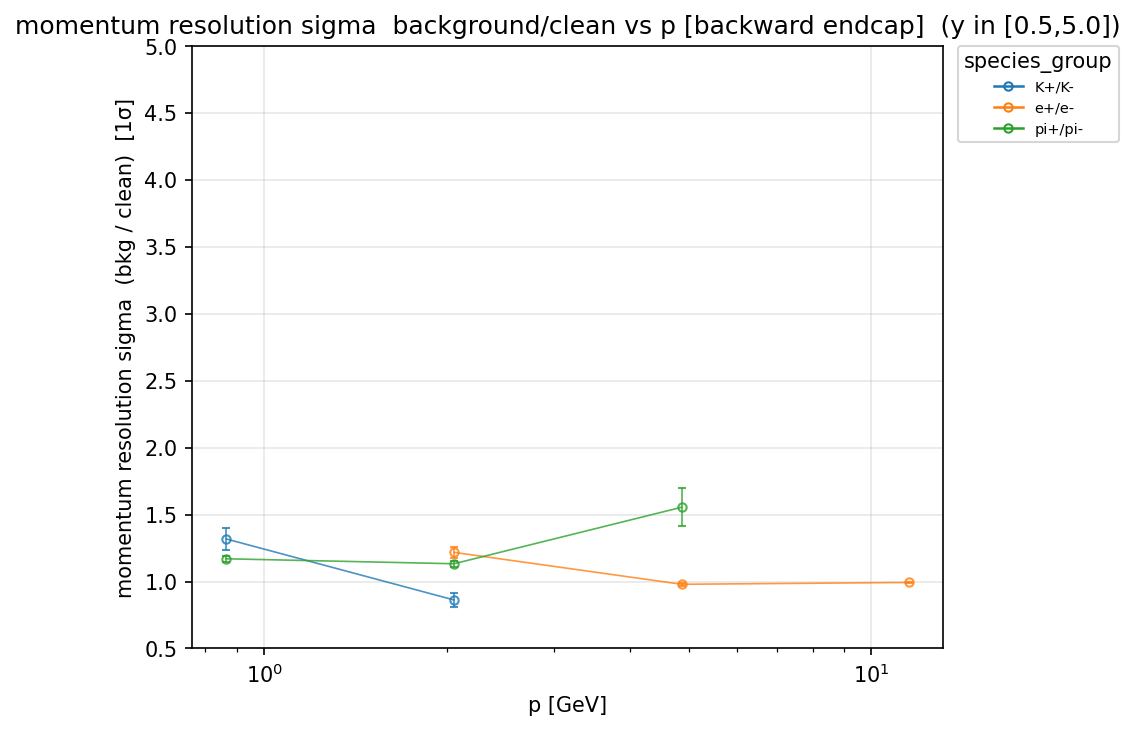 momentum resolution sigma  background/clean vs p [backward endcap]  (y in [0.5,5.0])
momentum resolution sigma  (bkg / clean)  [1σ]
5.0
4.5
4.0
3.5
3.0
2.5
2.0
1.5
1.0
0.5
10⁰
10¹
p [GeV]
species_group
K+/K-
e+/e-
pi+/pi-